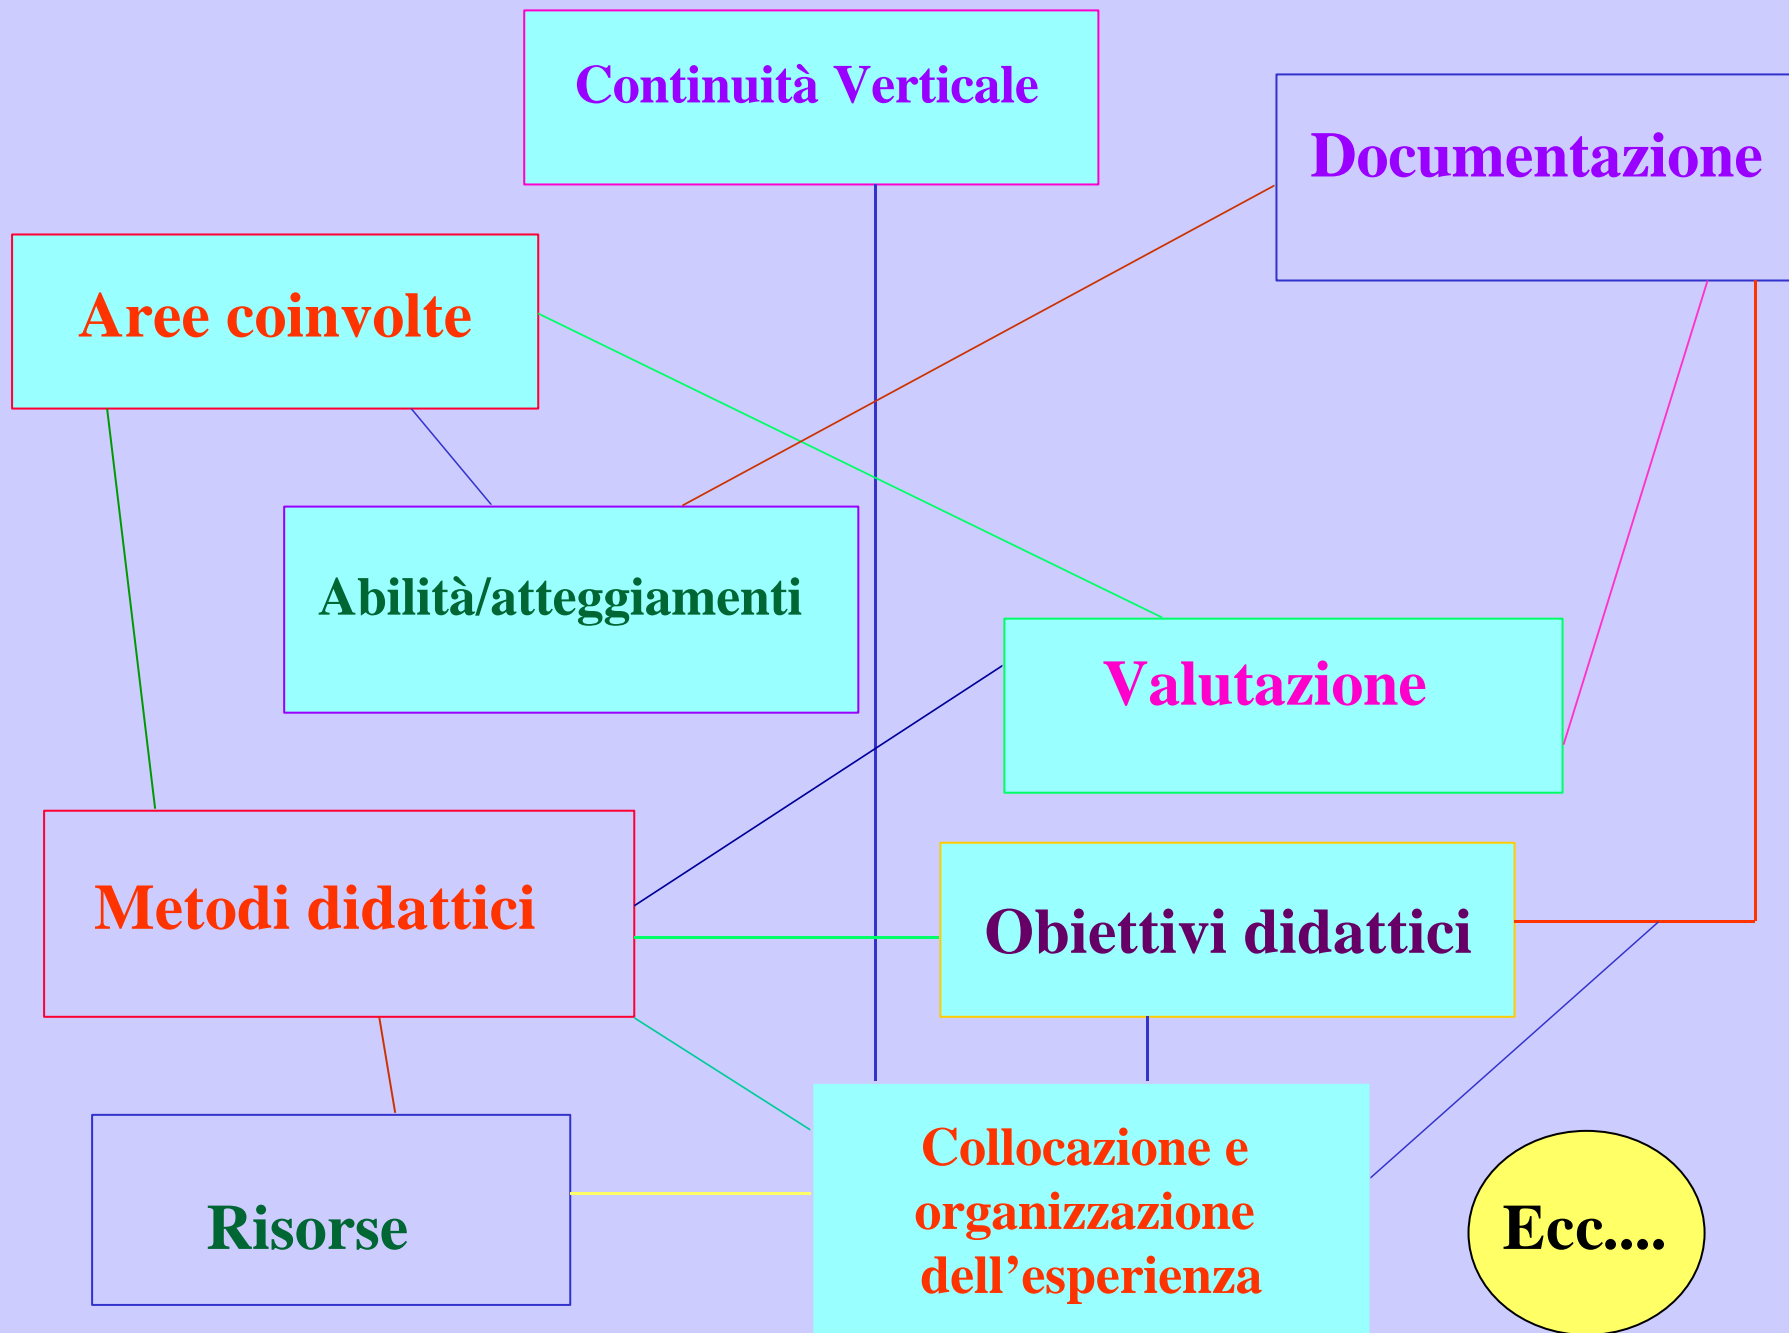 Continuità Verticale
Documentazione
Aree coinvolte
Abilità/atteggiamenti
Valutazione
Metodi didattici
Obiettivi didattici
Collocazione e
organizzazione
dell’esperienza
Risorse
Ecc....